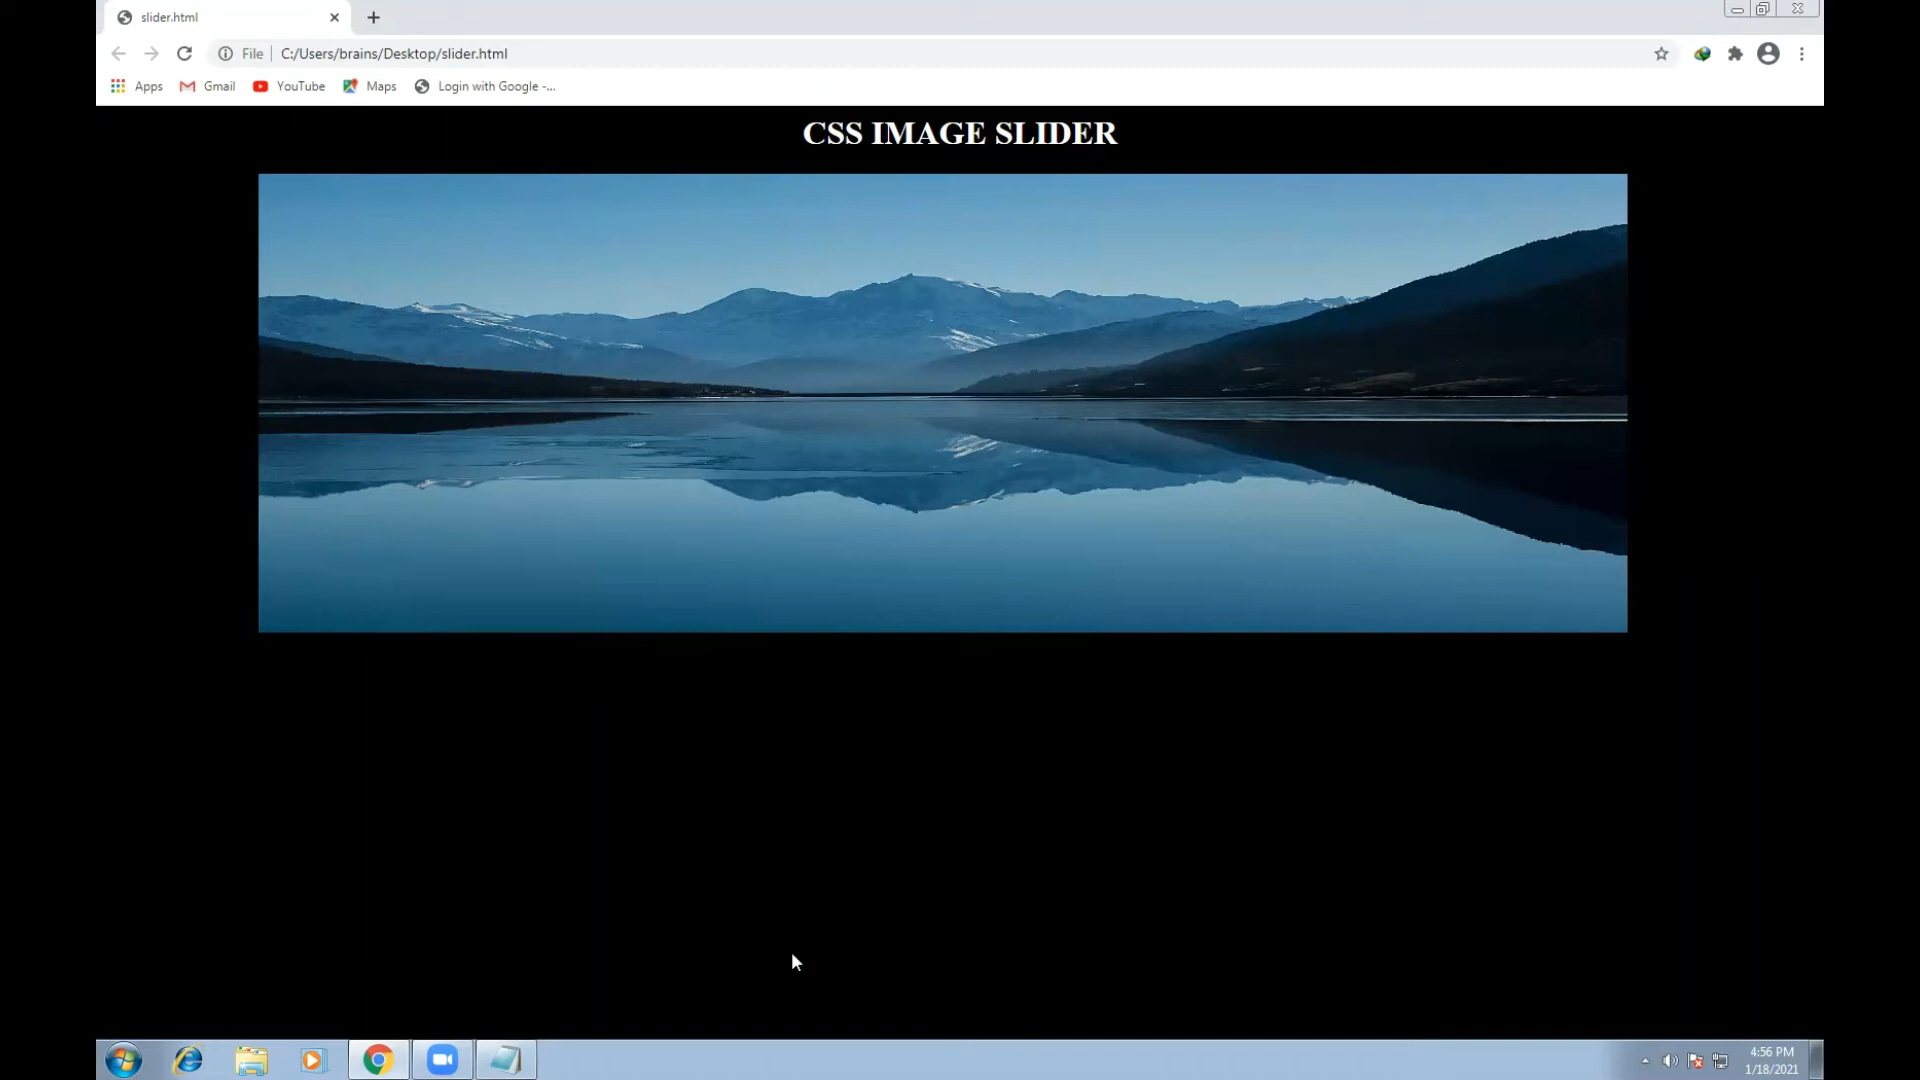 slider.html
File C:/Users/brains/Desktop/slider.html
Apps Gmail YouTube Maps Login with Google -...
CSS IMAGE SLIDER
4:56 PM
1/18/2021